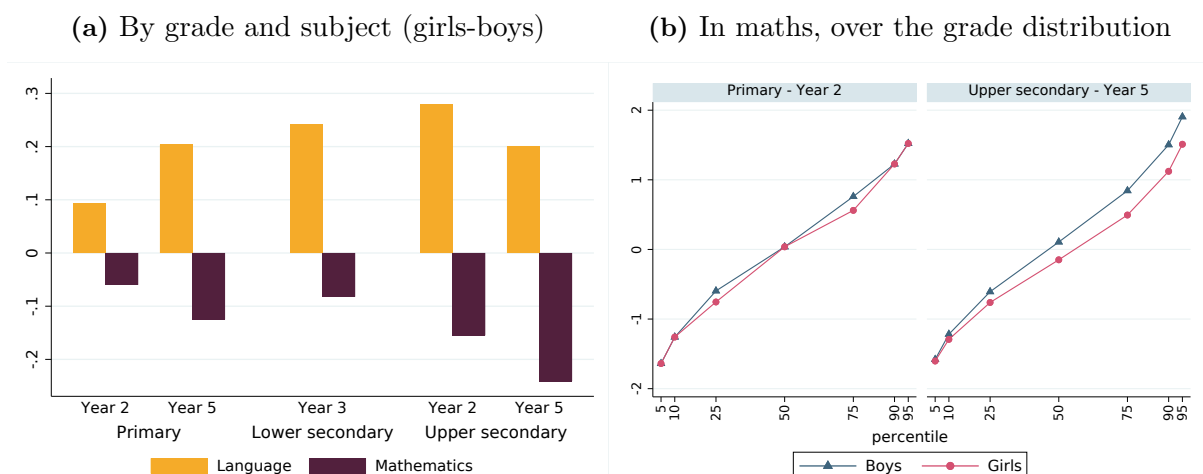 (a) By grade and subject (girls-boys)
.3
.2
.1
0
-.1
-.2
Year 2 Year 5 Year 3 Year 2 Year 5
Primary Lower secondary Upper secondary
Language Mathematics
(b) In maths, over the grade distribution
Primary - Year 2 Upper secondary - Year 5
2
1
0
-1
-2
5 10 25 50 75 90 95 5 10 25 50 75 90 95
percentile
Boys Girls